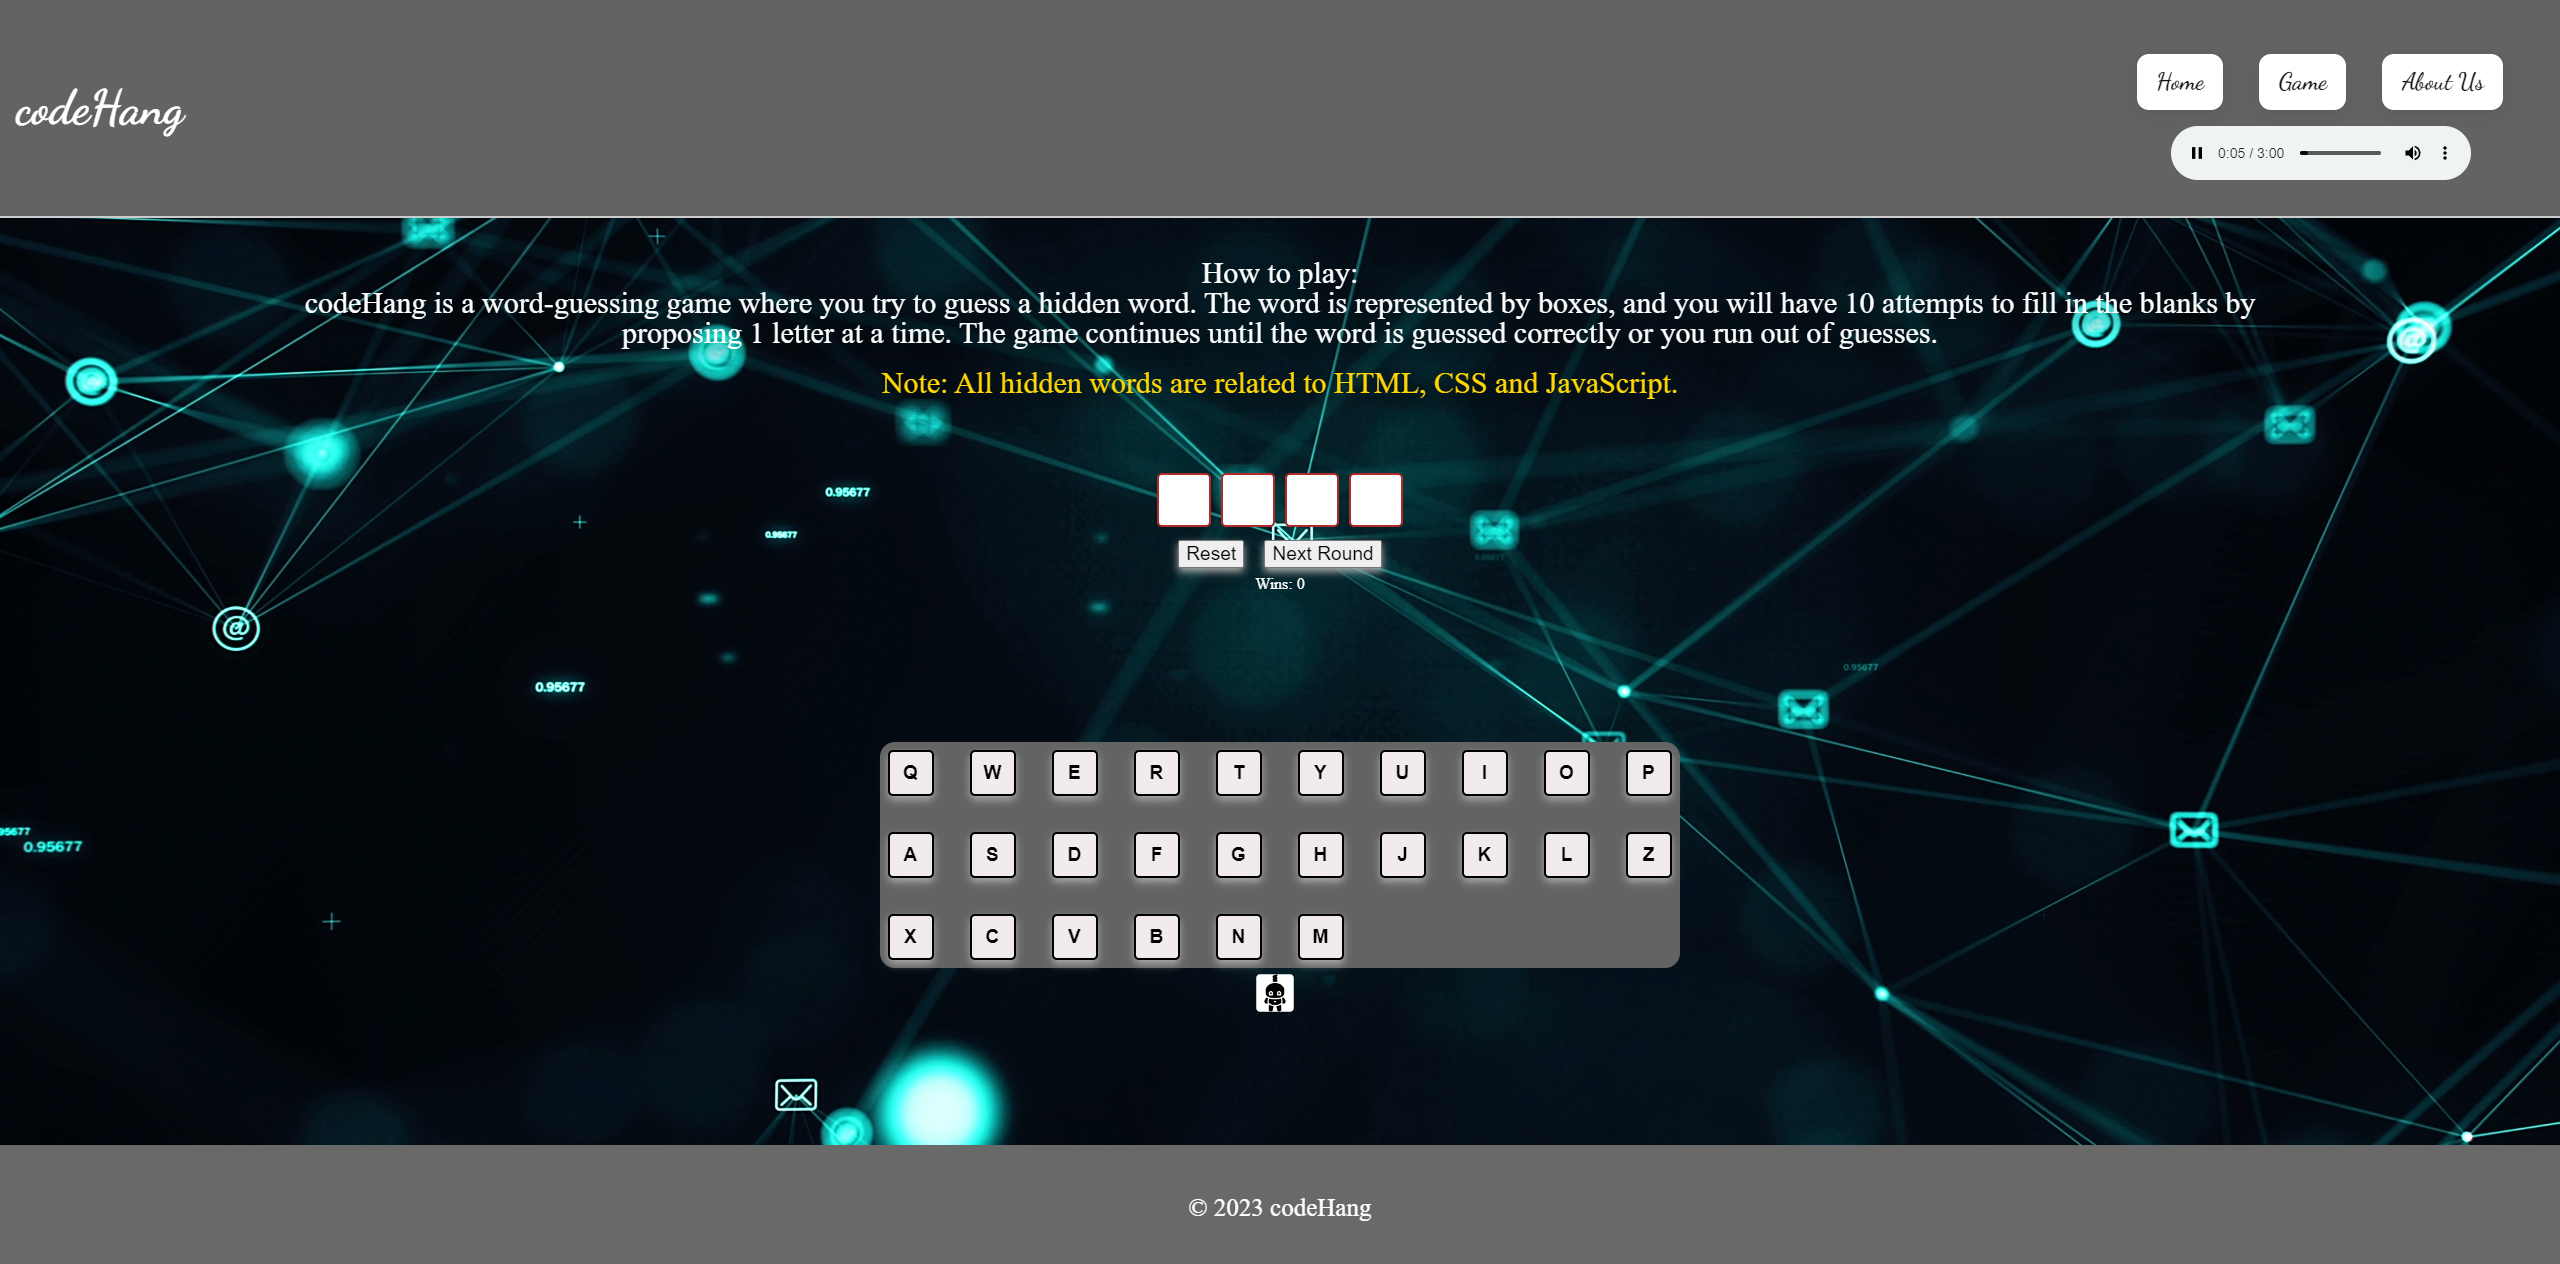 codeHang
Home
Game
About Us
0:05 / 3:00
How to play:
codeHang is a word-guessing game where you try to guess a hidden word. The word is represented by boxes, and you will have 10 attempts to fill in the blanks by
proposing 1 letter at a time. The game continues until the word is guessed correctly or you run out of guesses.
Note: All hidden words are related to HTML, CSS and JavaScript.
0.95677
0.95677
0.95677
Reset
Next Round
Wins: 0
@
@
0.95677
0.95677
Q W E R T Y U I O P
95677
0.95677
A S D F G H J K L Z
X C V B N M
© 2023 codeHang